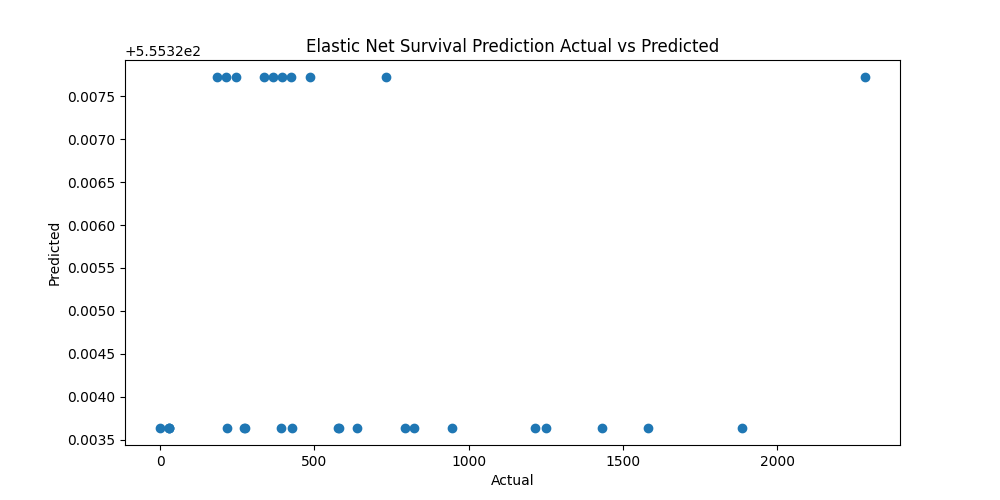 Elastic Net Survival Prediction Actual vs Predicted
+5.5532e2
0.0075
0.0070
0.0065
0.0060
0.0055
0.0050
0.0045
0.0040
0.0035
Predicted
0 500 1000 1500 2000
Actual